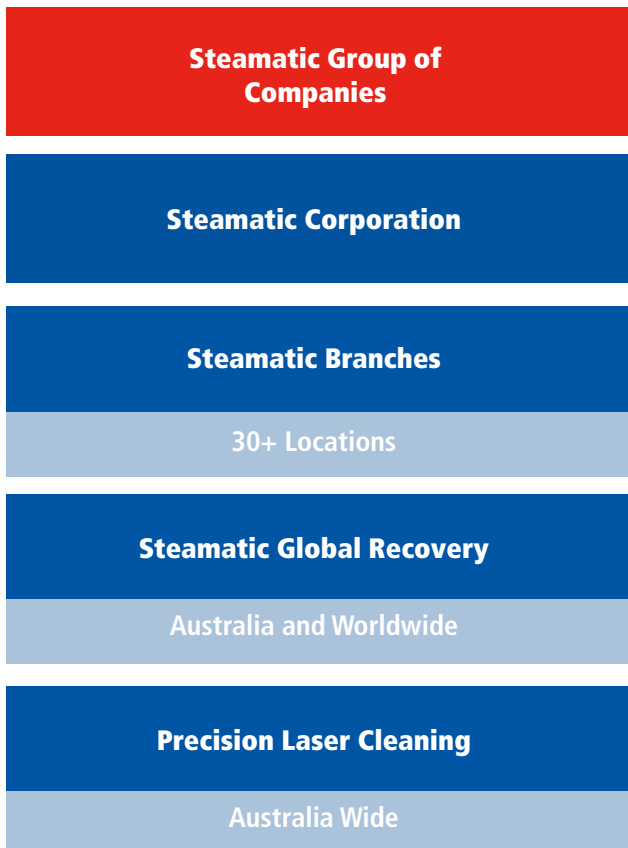 Steamatic Group of
Companies
Steamatic Corporation
Steamatic Branches
30+ Locations
Steamatic Global Recovery
Australia and Worldwide
Precision Laser Cleaning
Australia Wide